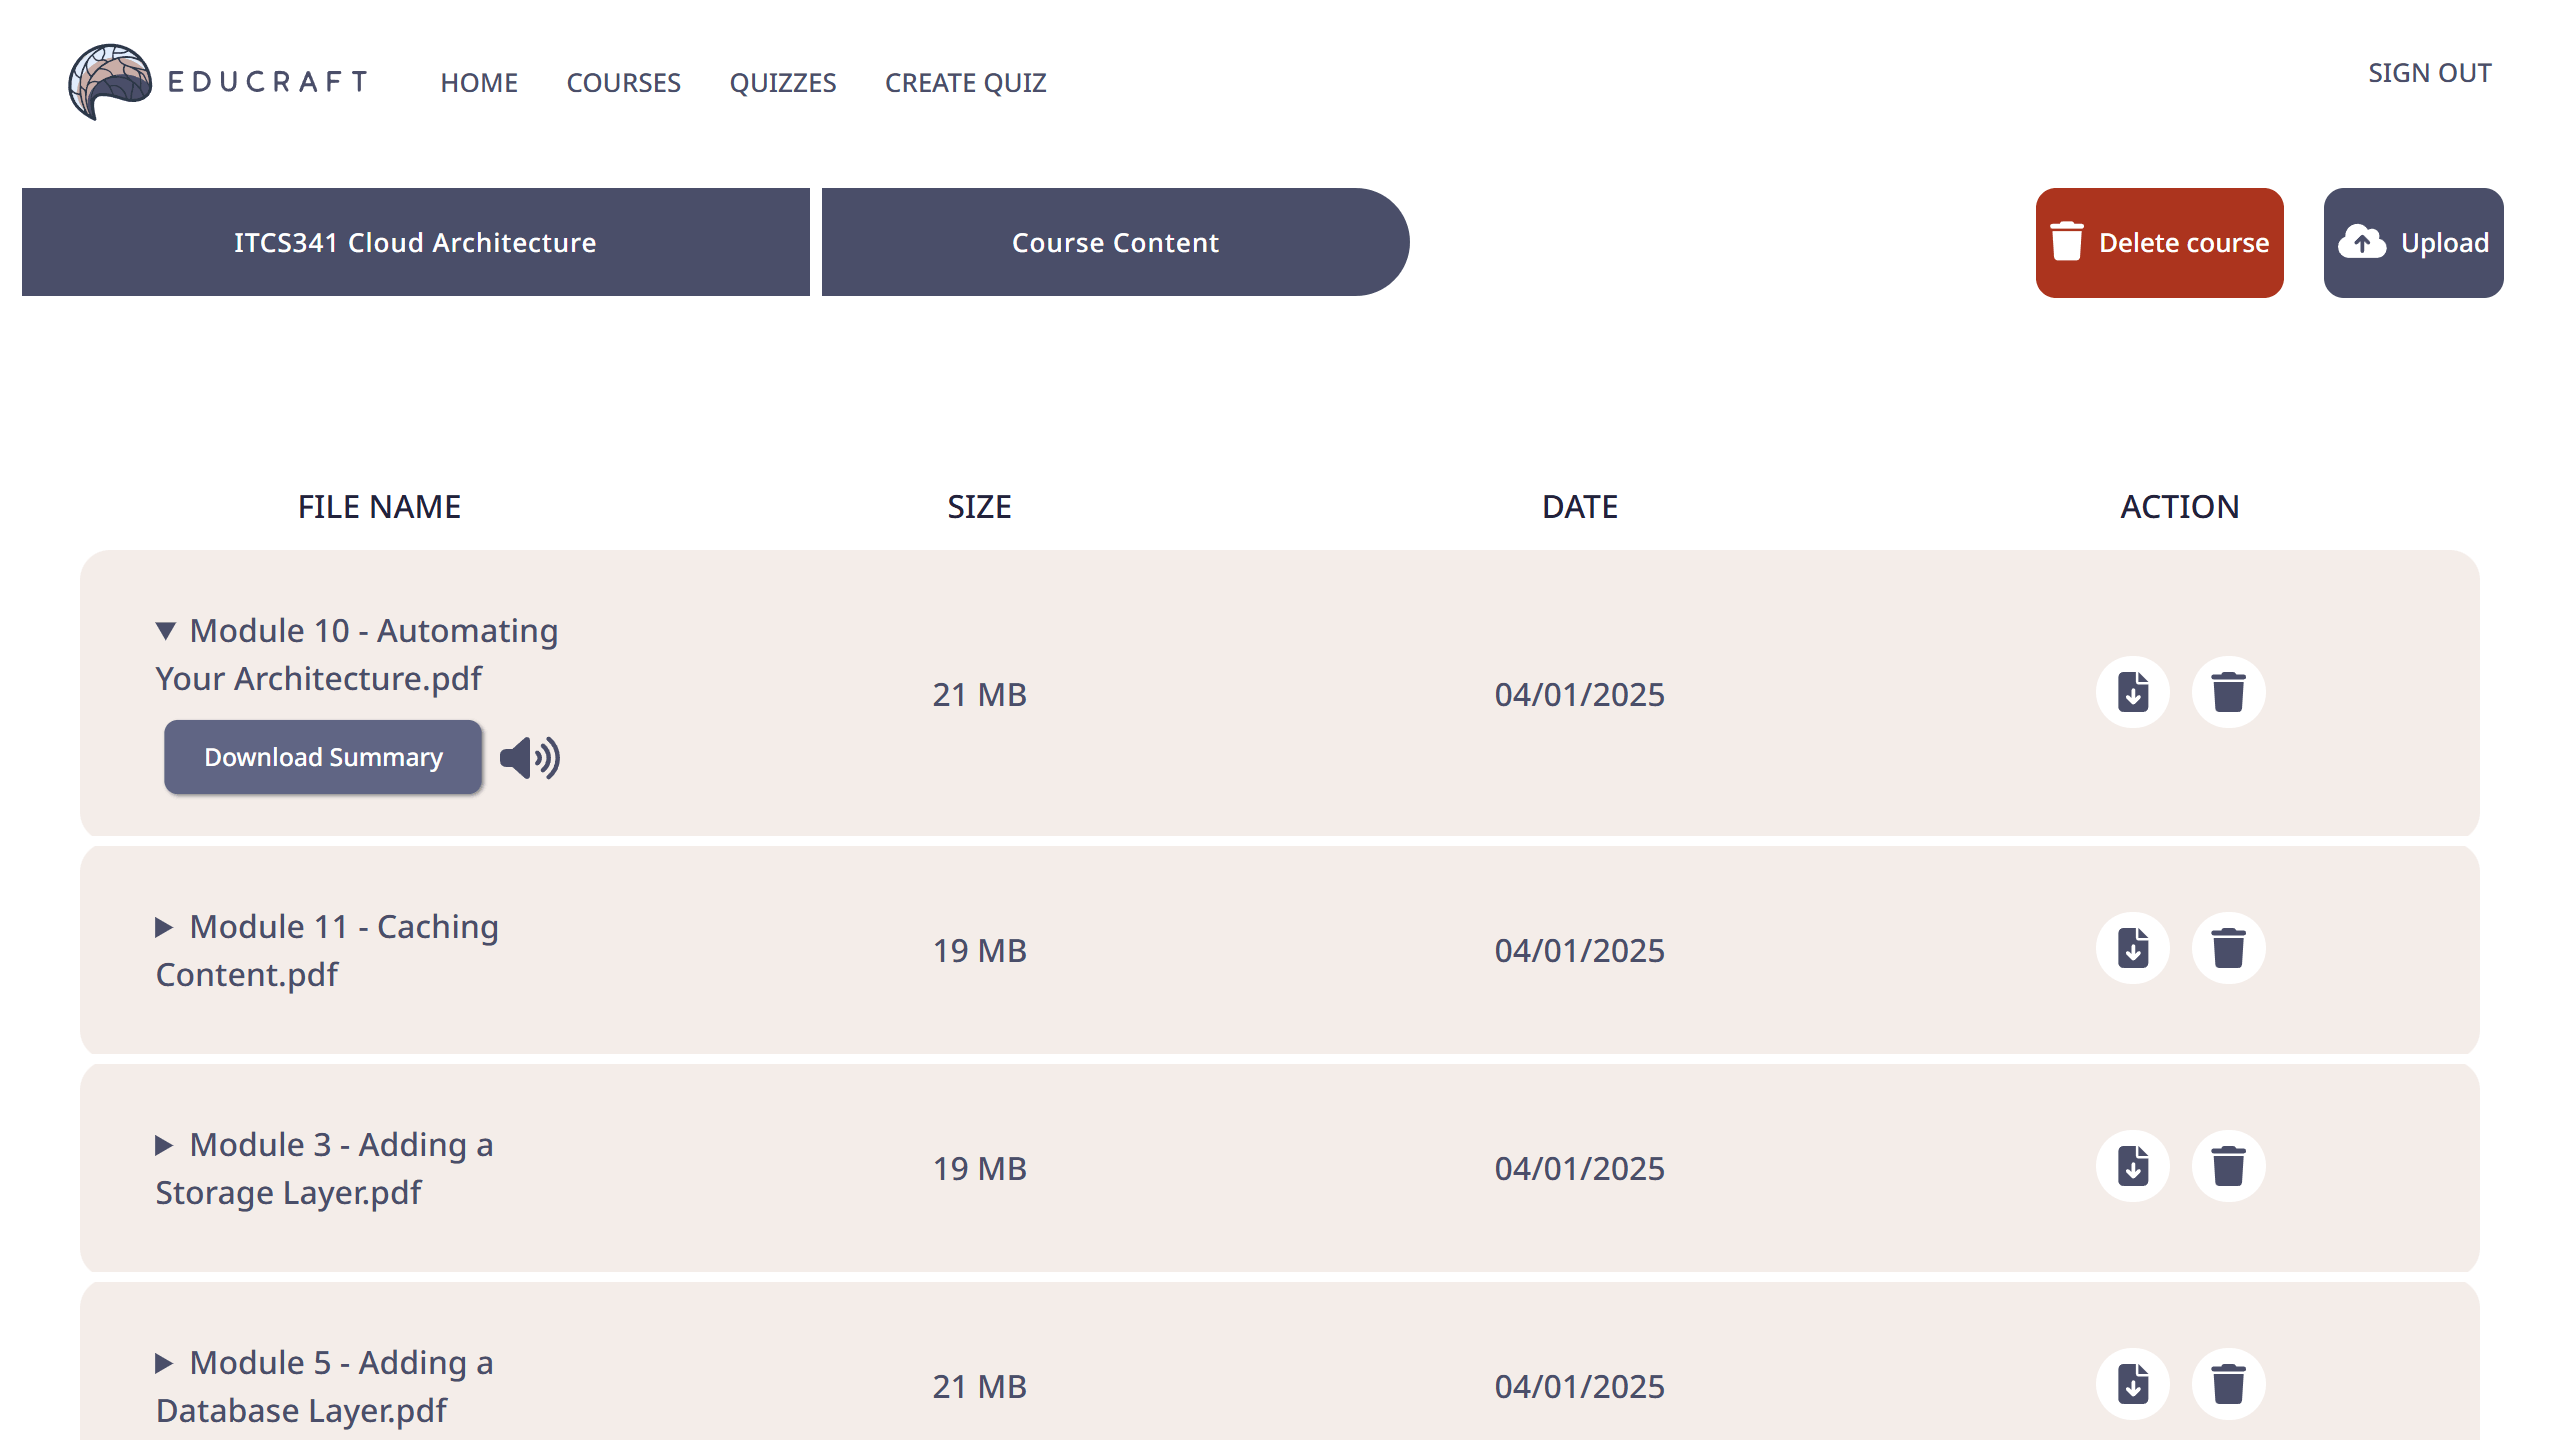 EDUCRAFT
HOME COURSES QUIZZES CREATE QUIZ
SIGN OUT
ITCS341 Cloud Architecture
Course Content
Delete course
Upload
FILE NAME SIZE DATE ACTION
Module 10 - Automating
Your Architecture.pdf
21 MB
04/01/2025
Download Summary
Module 11 - Caching
Content.pdf
19 MB
04/01/2025
Module 3 - Adding a
Storage Layer.pdf
19 MB
04/01/2025
Module 5 - Adding a
Database Layer.pdf
21 MB
04/01/2025